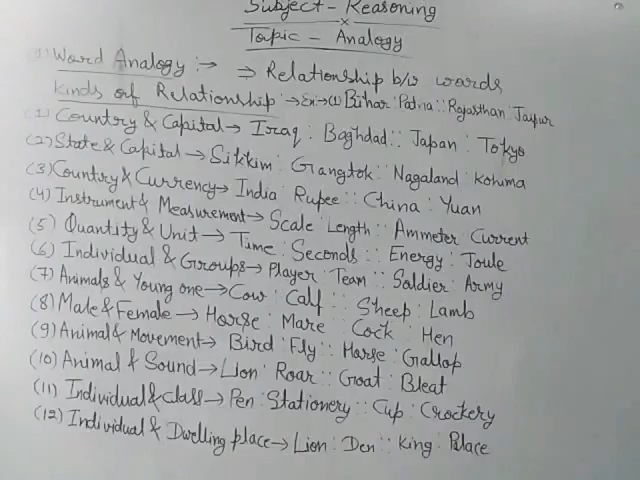 Subject - Reasoning
×
Topic - Analogy
(1) Word Analogy :→ ⇒ Relationship b/w words
Kinds of Relationship → Ex → (1) Bihar : Patna :: Rajasthan : Jaipur
(1) Country & Capital → Iraq : Baghdad :: Japan : Tokyo
(2) State & Capital → Sikkim : Gangtok :: Nagaland : Kohima
(3) Country & Currency → India : Rupee :: China : Yuan
(4) Instrument & Measurement → Scale : Length :: Ammeter : Current
(5) Quantity & Unit → Time : Seconds :: Energy : Joule
(6) Individual & Groups → Player : Team :: Saldier : Army
(7) Animals & Young one → Cow : Calf :: Sheep : Lamb
(8) Male & Female → Horse : Mare :: Cock : Hen
(9) Animal & Movement → Bird : Fly :: Horse : Gallop
(10) Animal & Sound → Lion : Roar :: Goat : Bleat
(11) Individual & class → Pen : Stationery :: Cup : Crockery
(12) Individual & Dwelling place → Lion : Den :: King : Palace